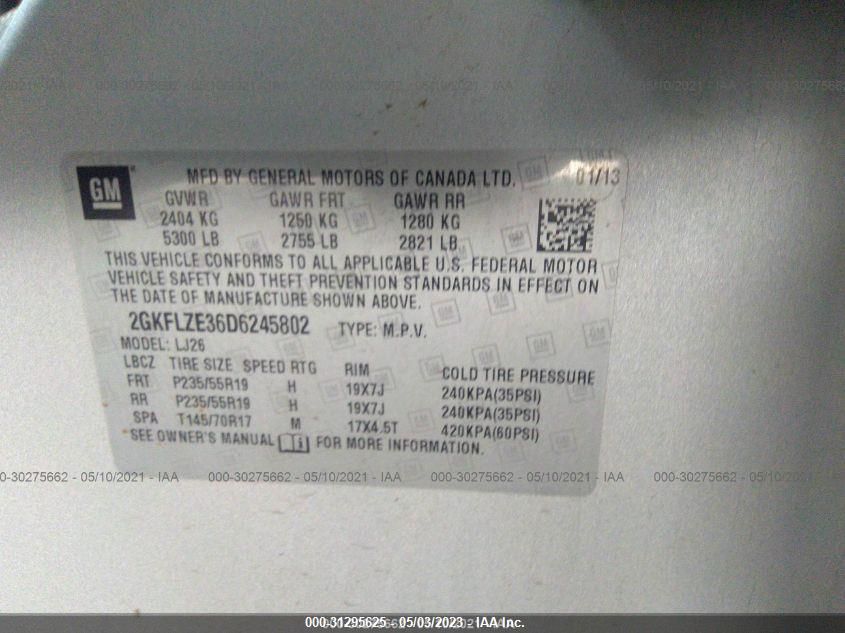 000-30275662 - 05/10/2021 - IAA
GM
MFD BY GENERAL MOTORS OF CANADA LTD. 01/13
GVWR GAWR FRT GAWR RR
2404 KG 1250 KG 1280 KG
5300 LB 2755 LB 2821 LB
THIS VEHICLE CONFORMS TO ALL APPLICABLE U.S. FEDERAL MOTOR
VEHICLE SAFETY AND THEFT PREVENTION STANDARDS IN EFFECT ON
THE DATE OF MANUFACTURE SHOWN ABOVE.
2GKFLZE36D6245802 TYPE: M.P.V.
MODEL: LJ26
LBCZ TIRE SIZE SPEED RTG RIM COLD TIRE PRESSURE
FRT P235/55R19 H 19X7J 240KPA(35PSI)
RR P235/55R19 H 19X7J 240KPA(35PSI)
SPA T145/70R17 M 17X4.5T 420KPA(60PSI)
SEE OWNER'S MANUAL FOR MORE INFORMATION.
0-30275662 - 05/10/2021 - IAA 000-30275662 - 05/10/2021 - IAA 000-30275662 - 05/10/2021 - IAA 000-30275662 - 05/10/2021
000-31295625 - 05/03/2023 - IAA Inc.